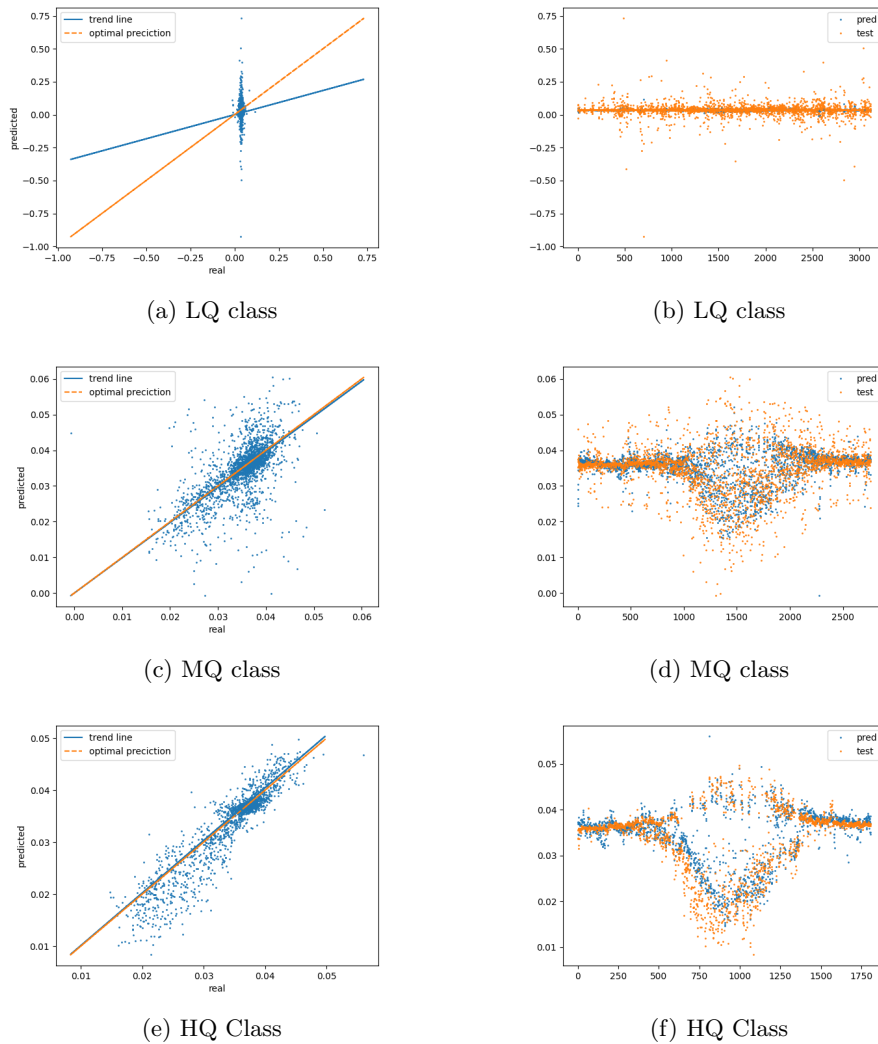 trend line
optimal preciction
0.75
0.50
0.25
0.00
−0.25
−0.50
−0.75
−1.00
predicted
−1.00 −0.75 −0.50 −0.25 0.00 0.25 0.50 0.75
real
(a) LQ class
pred
test
0.75
0.50
0.25
0.00
−0.25
−0.50
−0.75
−1.00
0 500 1000 1500 2000 2500 3000
(b) LQ class
trend line
optimal preciction
0.06
0.05
0.04
0.03
0.02
0.01
0.00
predicted
0.00 0.01 0.02 0.03 0.04 0.05 0.06
real
(c) MQ class
pred
test
0.06
0.05
0.04
0.03
0.02
0.01
0.00
0 500 1000 1500 2000 2500
(d) MQ class
trend line
optimal preciction
0.05
0.04
0.03
0.02
0.01
predicted
0.01 0.02 0.03 0.04 0.05
real
(e) HQ Class
pred
test
0.05
0.04
0.03
0.02
0.01
0 250 500 750 1000 1250 1500 1750
(f) HQ Class